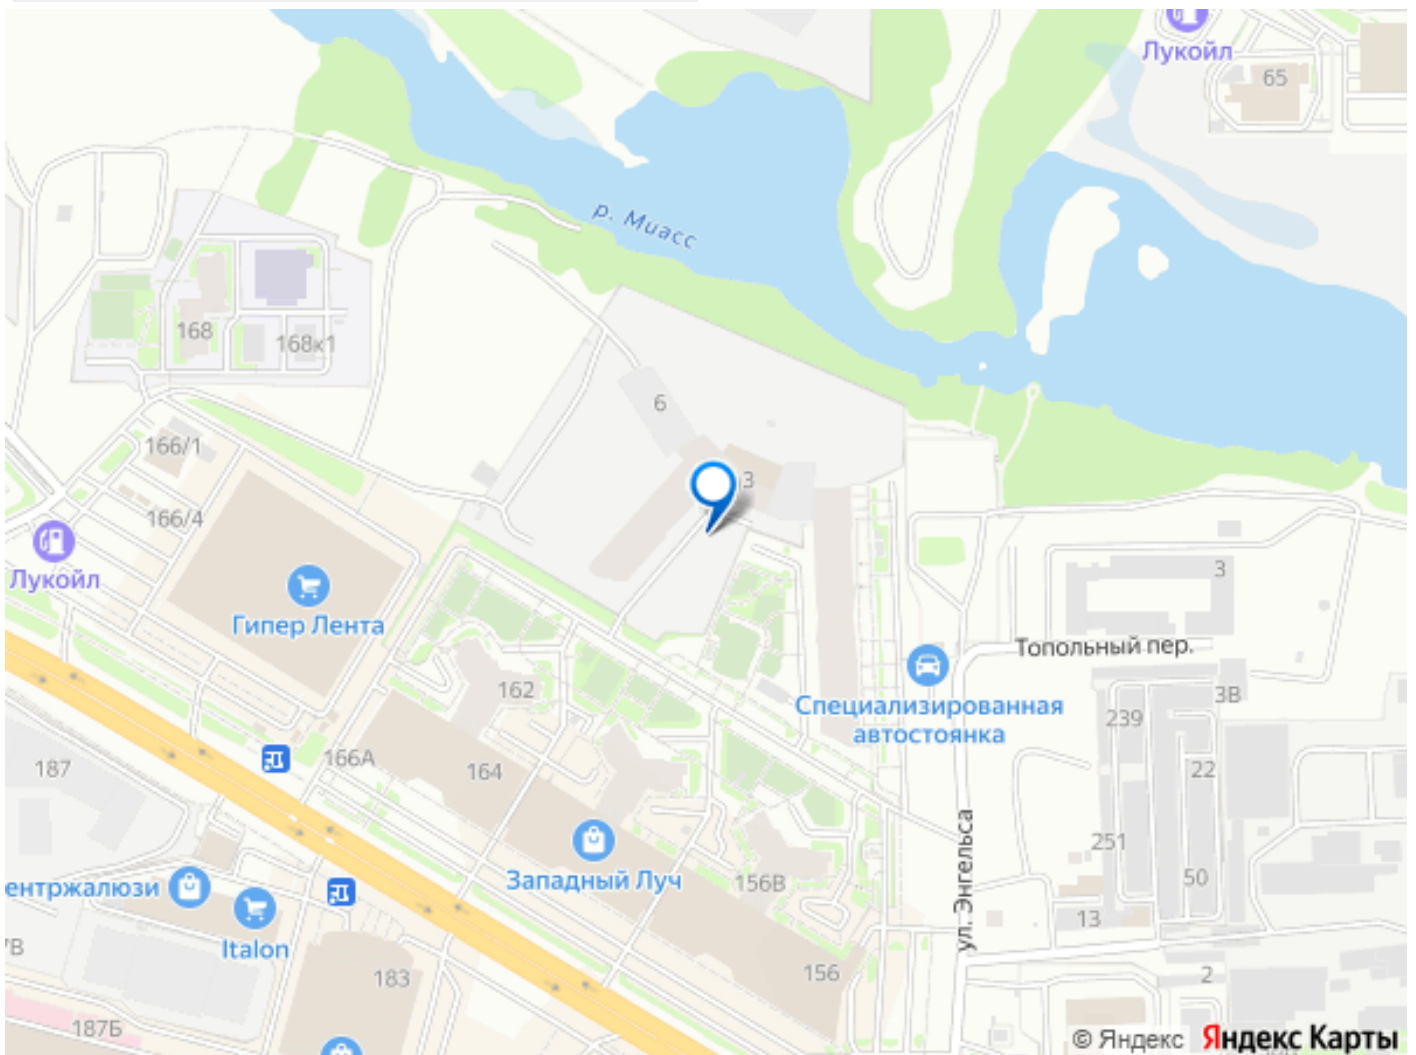 Лукойл
65
р. Миасс
168
168к1
6
166/1
3
166/4
Лукойл
Гипер Лента
3
Топольный пер.
162
Специализированная
автостоянка
3В
239
166А
164
187
22
ул. Энгельса
251
Западный Луч
156В
50
ентржалюзи
13
Italon
7В
183
156
2
187Б
© Яндекс Яндекс Карты